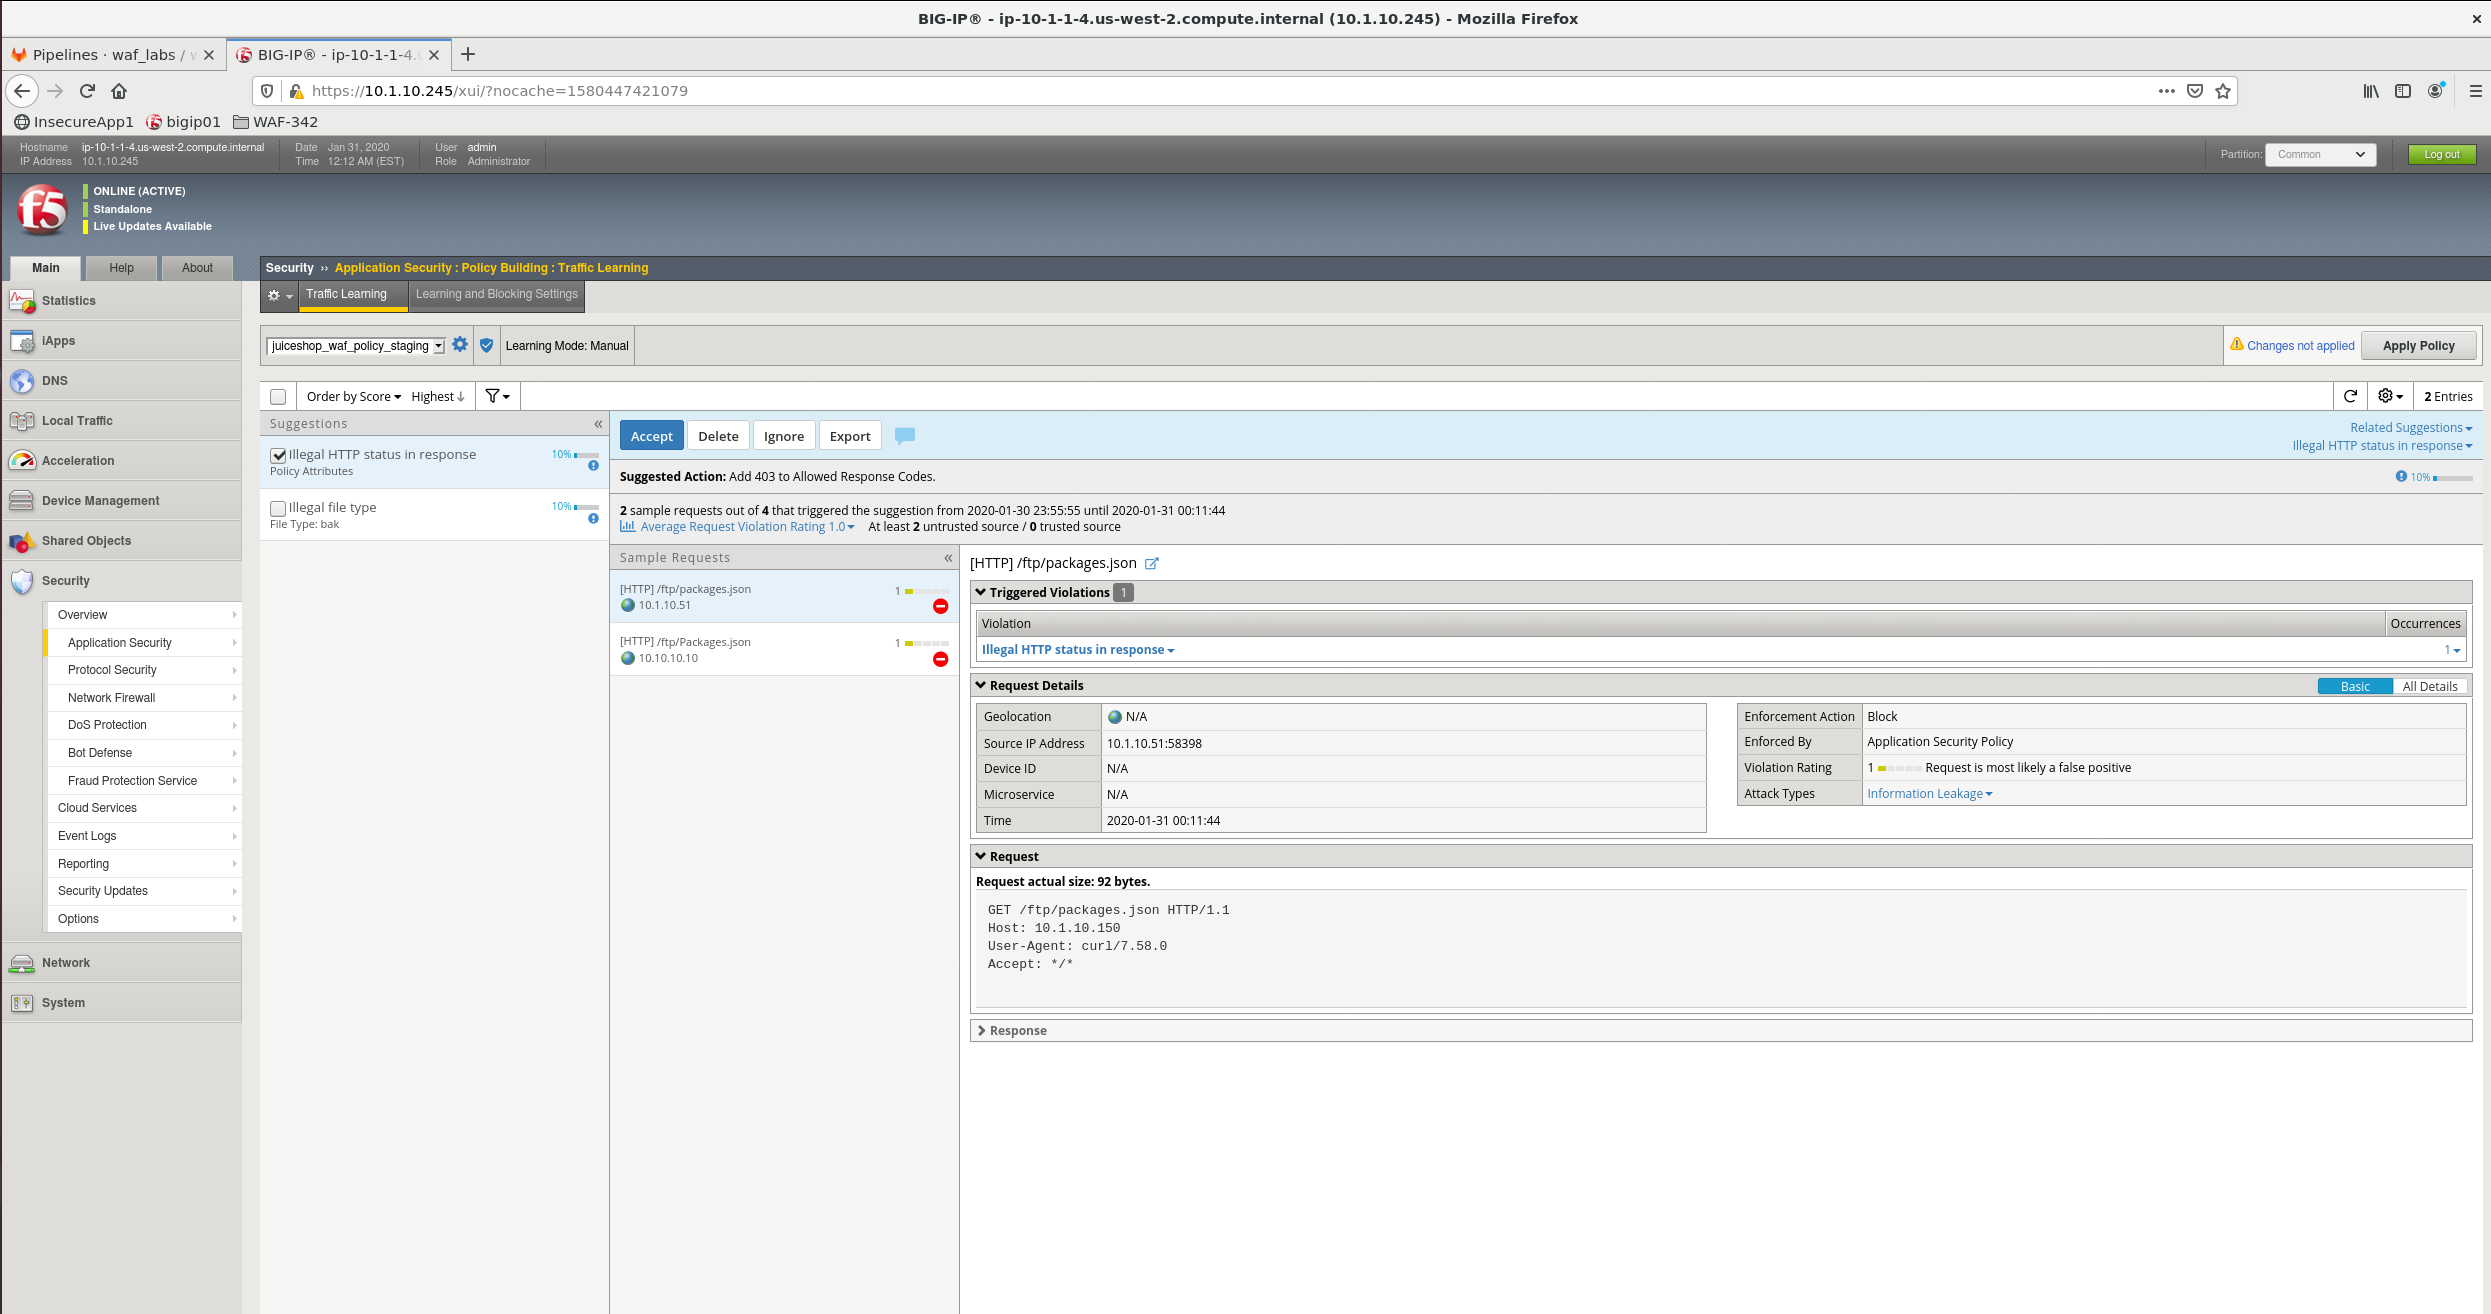 BIG-IP® - ip-10-1-1-4.us-west-2.compute.internal (10.1.10.245) - Mozilla Firefox
Pipelines · waf_labs /
BIG-IP® - ip-10-1-1-4.
https://10.1.10.245/xui/?nocache=1580447421079
InsecureApp1
bigip01
WAF-342
Hostname ip-10-1-1-4.us-west-2.compute.internal
IP Address 10.1.10.245
Date Jan 31, 2020
Time 12:12 AM (EST)
User admin
Role Administrator
Partition: Common
Log out
f5
ONLINE (ACTIVE)
Standalone
Live Updates Available
Main Help About
Security ›› Application Security : Policy Building : Traffic Learning
Statistics
iApps
DNS
Local Traffic
Acceleration
Device Management
Shared Objects
Security
Overview
Application Security
Protocol Security
Network Firewall
DoS Protection
Bot Defense
Fraud Protection Service
Cloud Services
Event Logs
Reporting
Security Updates
Options
Network
System
Traffic Learning Learning and Blocking Settings
juiceshop_waf_policy_staging
Learning Mode: Manual
Changes not applied Apply Policy
Order by Score Highest
2 Entries
Suggestions «
Illegal HTTP status in response 10%
Policy Attributes
Illegal file type 10%
File Type: bak
Accept Delete Ignore Export
Related Suggestions
Illegal HTTP status in response
Suggested Action: Add 403 to Allowed Response Codes.
10%
2 sample requests out of 4 that triggered the suggestion from 2020-01-30 23:55:55 until 2020-01-31 00:11:44
Average Request Violation Rating 1.0 At least 2 untrusted source / 0 trusted source
Sample Requests «
[HTTP] /ftp/packages.json 1
10.1.10.51
[HTTP] /ftp/Packages.json 1
10.10.10.10
[HTTP] /ftp/packages.json
Triggered Violations 1
Violation Occurrences
Illegal HTTP status in response 1
Request Details
Basic All Details
Geolocation N/A
Source IP Address 10.1.10.51:58398
Device ID N/A
Microservice N/A
Time 2020-01-31 00:11:44
Enforcement Action Block
Enforced By Application Security Policy
Violation Rating 1 Request is most likely a false positive
Attack Types Information Leakage
Request
Request actual size: 92 bytes.
GET /ftp/packages.json HTTP/1.1
Host: 10.1.10.150
User-Agent: curl/7.58.0
Accept: */*
Response